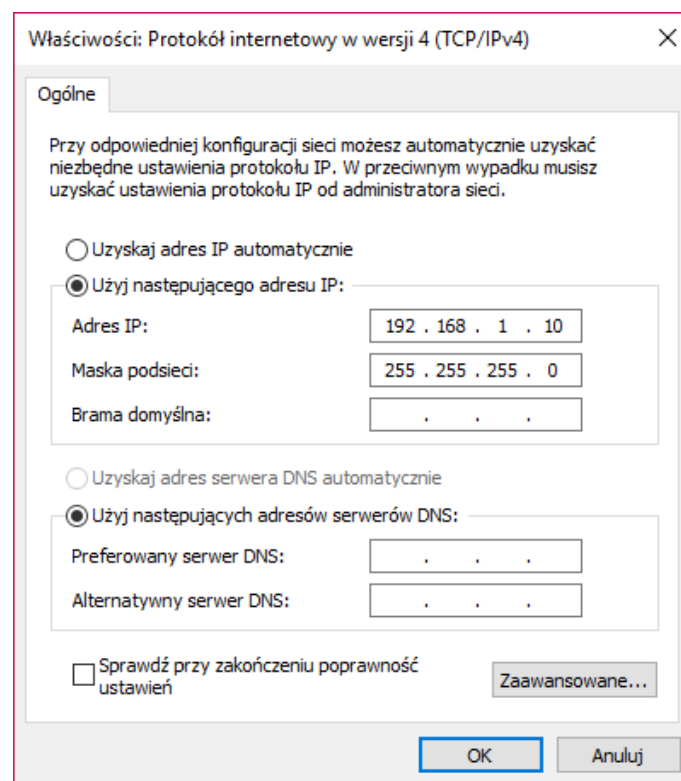 Właściwości: Protokół internetowy w wersji 4 (TCP/IPv4)
Ogólne
Przy odpowiedniej konfiguracji sieci możesz automatycznie uzyskać
niezbędne ustawienia protokołu IP. W przeciwnym wypadku musisz
uzyskać ustawienia protokołu IP od administratora sieci.
Uzyskaj adres IP automatycznie
Użyj następującego adresu IP:
Adres IP: 192 . 168 . 1 . 10
Maska podsieci: 255 . 255 . 255 . 0
Brama domyślna: . . .
Uzyskaj adres serwera DNS automatycznie
Użyj następujących adresów serwerów DNS:
Preferowany serwer DNS: . . .
Alternatywny serwer DNS: . . .
Sprawdź przy zakończeniu poprawność
ustawień
Zaawansowane...
OK Anuluj